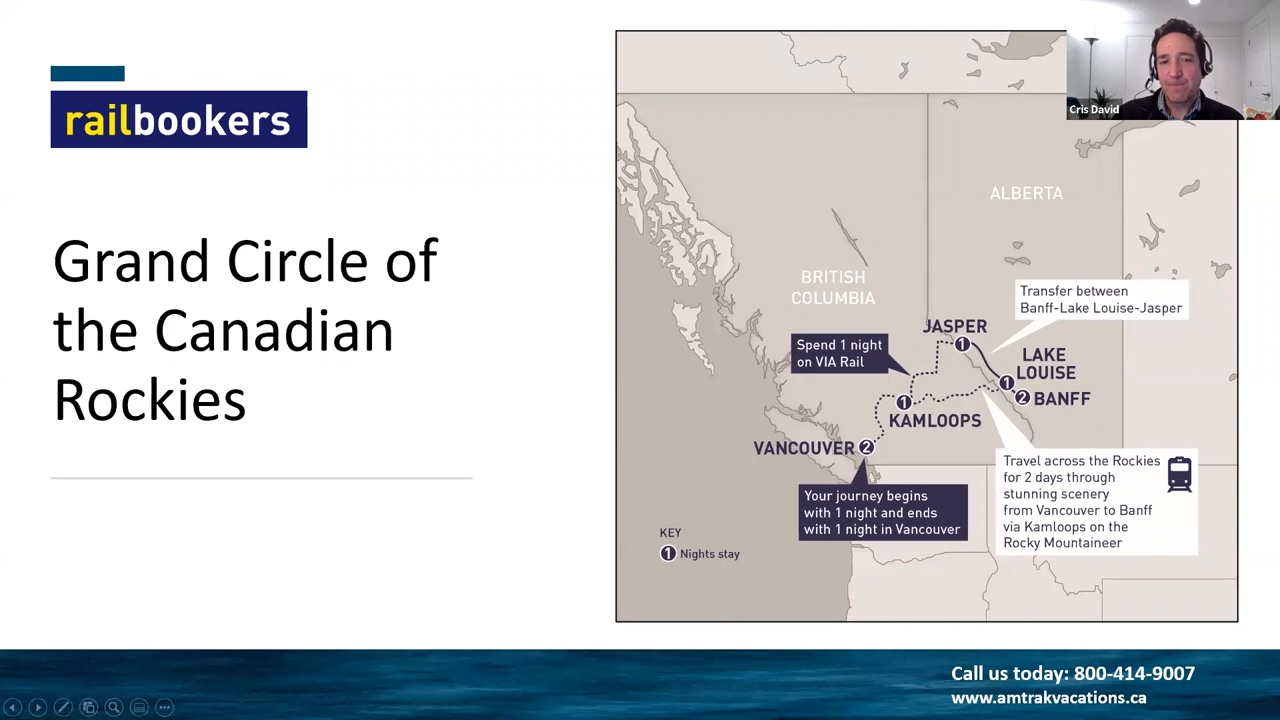 railbookers
Grand Circle of
the Canadian
Rockies
Cris David
ALBERTA
BRITISH
COLUMBIA
Transfer between
Banff-Lake Louise-Jasper
JASPER
1
Spend 1 night
on VIA Rail
LAKE
LOUISE
1
2 BANFF
1
KAMLOOPS
VANCOUVER 2
Your journey begins
with 1 night and ends
with 1 night in Vancouver
Travel across the Rockies
for 2 days through
stunning scenery
from Vancouver to Banff
via Kamloops on the
Rocky Mountaineer
KEY
1 Nights stay
Call us today: 800-414-9007
www.amtrakvacations.ca